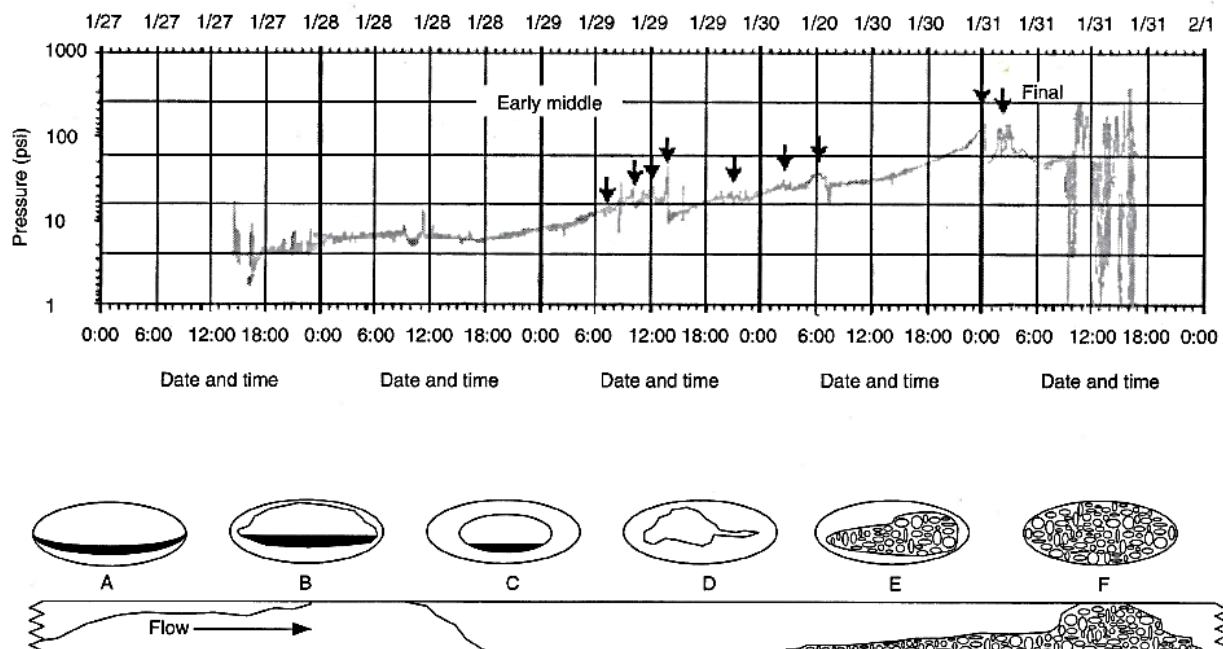 1/27 1/27 1/27 1/27 1/28 1/28 1/28 1/28 1/29 1/29 1/29 1/29 1/30 1/20 1/30 1/30 1/31 1/31 1/31 1/31 2/1
1000
Early middle
Final
100
Pressure (psi)
10
1
0:00 6:00 12:00 18:00 0:00 6:00 12:00 18:00 0:00 6:00 12:00 18:00 0:00 6:00 12:00 18:00 0:00 6:00 12:00 18:00 0:00
Date and time Date and time Date and time Date and time Date and time
A B C D E F
Flow